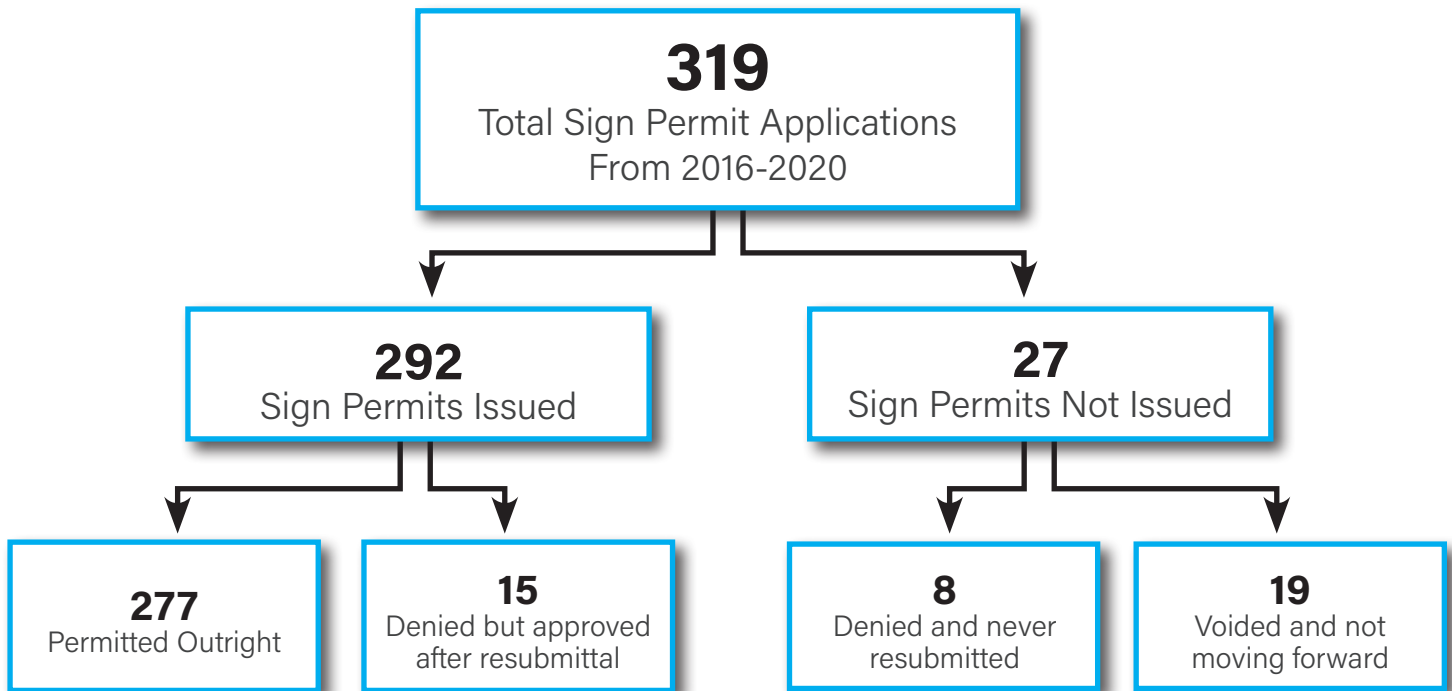 319
Total Sign Permit Applications
From 2016-2020
292
Sign Permits Issued
27
Sign Permits Not Issued
277
Permitted Outright
15
Denied but approved
after resubmittal
8
Denied and never
resubmitted
19
Voided and not
moving forward